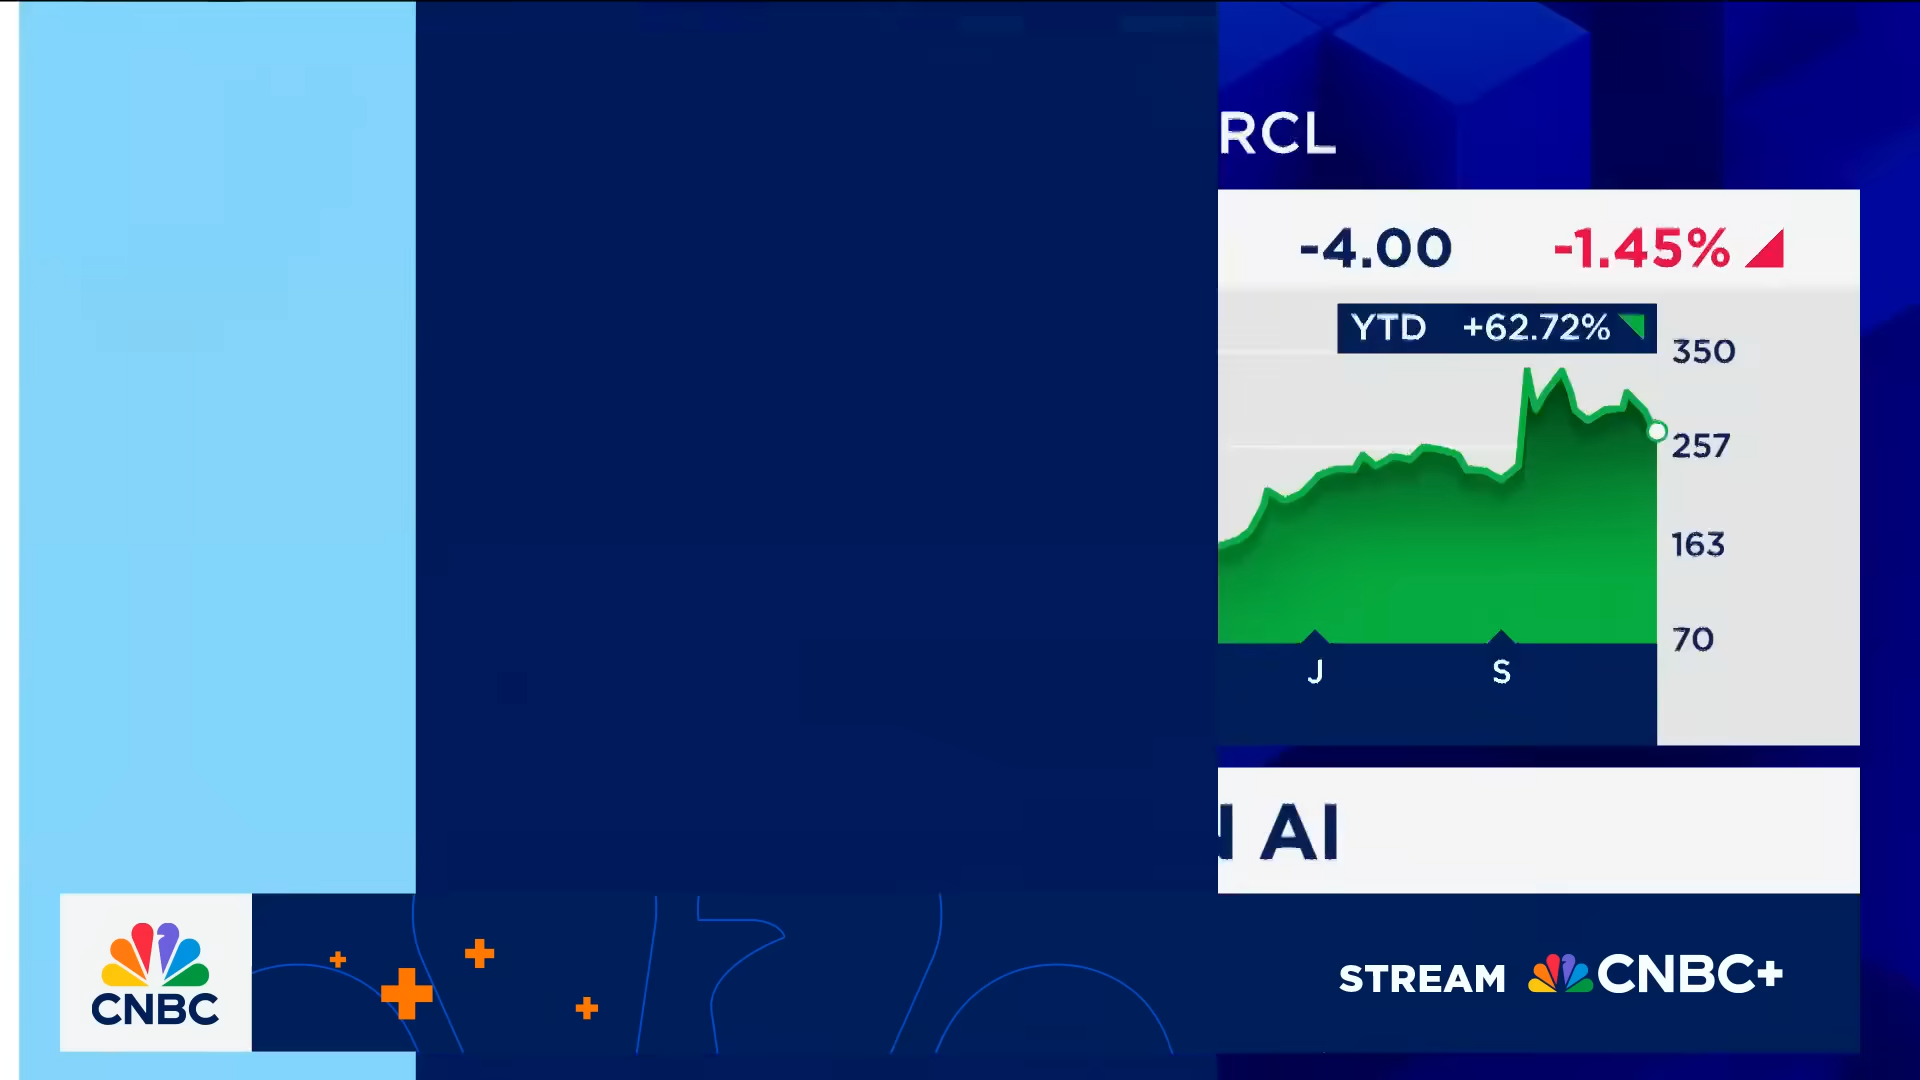 RCL
-4.00 -1.45%
YTD +62.72%
350
257
163
70
J S
AI
CNBC
STREAM CNBC+